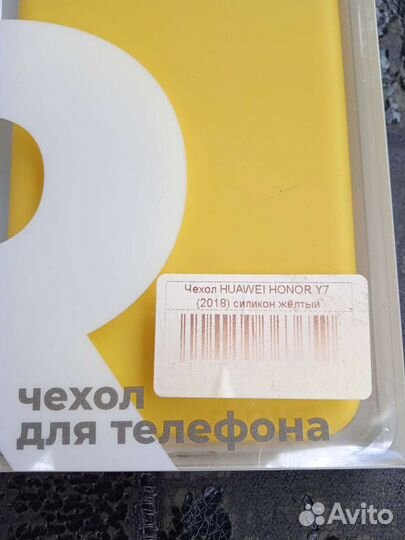 Чехол HUAWEI HONOR Y7
(2018) силикон жёлтый
чехол
для телефона
Avito